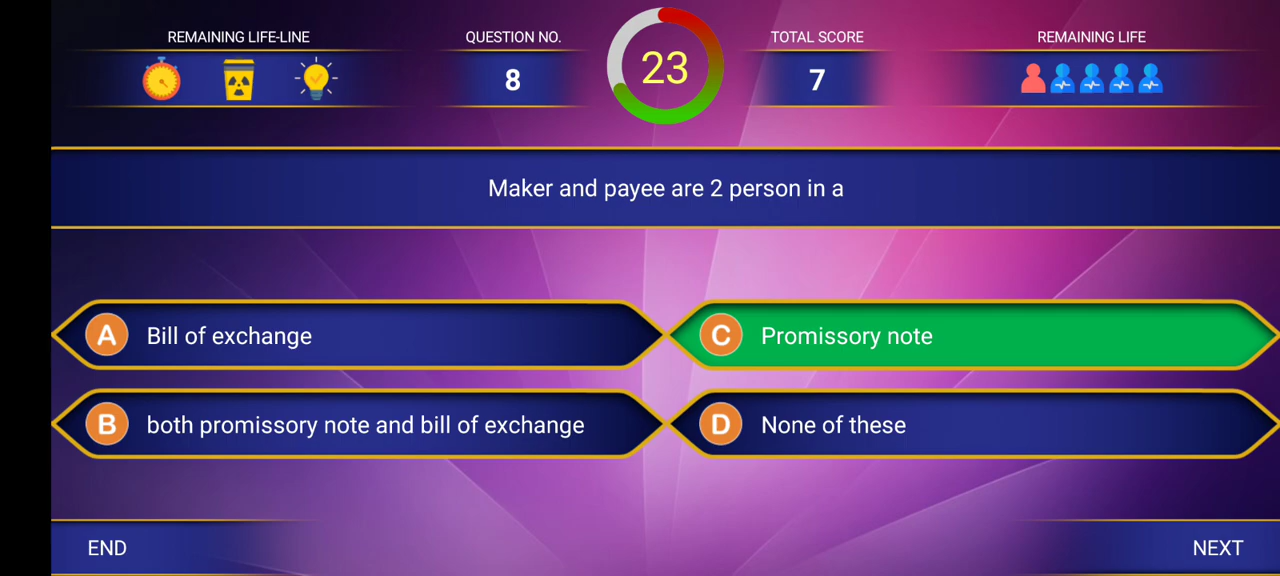 REMAINING LIFE-LINE
QUESTION NO.
8
23
TOTAL SCORE
7
REMAINING LIFE
Maker and payee are 2 person in a
A Bill of exchange
C Promissory note
B both promissory note and bill of exchange
D None of these
END
NEXT